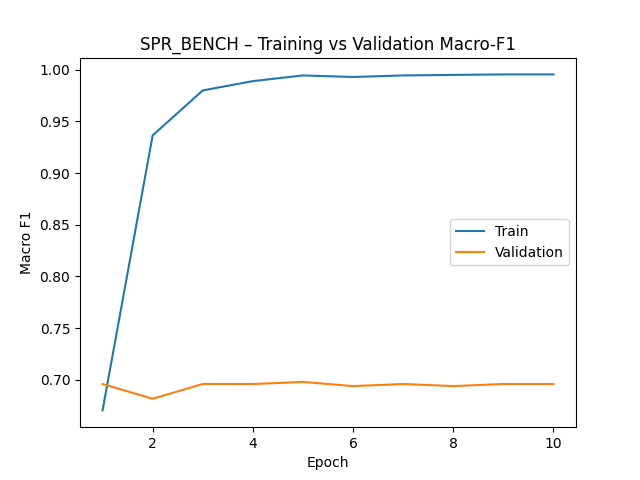 SPR_BENCH – Training vs Validation Macro-F1
1.00
0.95
0.90
0.85
0.80
0.75
0.70
Macro F1
Train
Validation
2
4
6
8
10
Epoch